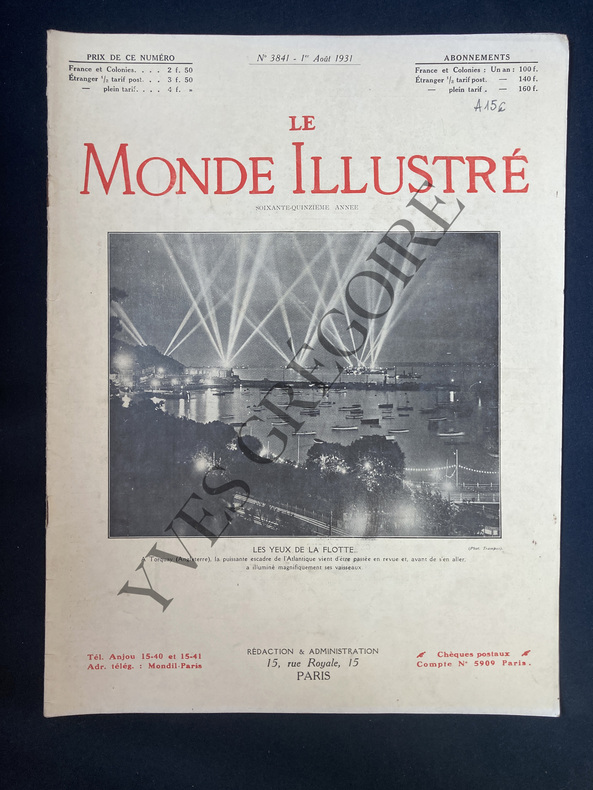 PRIX DE CE NUMÉRO
France et Colonies. . . . 2 f. 50
Étranger 1/2 tarif post. . . 3 f. 50
— plein tarif. . . . 4 f. »
N° 3841 - 1er Août 1931
ABONNEMENTS
France et Colonies : Un an : 100 f.
Étranger 1/2 tarif post. — 140 f.
— plein tarif . — 160 f.
A15€
LE
MONDE ILLUSTRÉ
SOIXANTE-QUINZIÈME ANNÉE
YVES GRÉGOIRE
LES YEUX DE LA FLOTTE..
A Torquay (Angleterre), la puissante escadre de l'Atlantique vient d'être passée en revue et, avant de s'en aller,
a illuminé magnifiquement ses vaisseaux
Tél. Anjou 15-40 et 15-41
Adr. télég. : Mondil-Paris
RÉDACTION & ADMINISTRATION
15, rue Royale, 15
PARIS
Chèques postaux
Compte N° 5909 Paris.